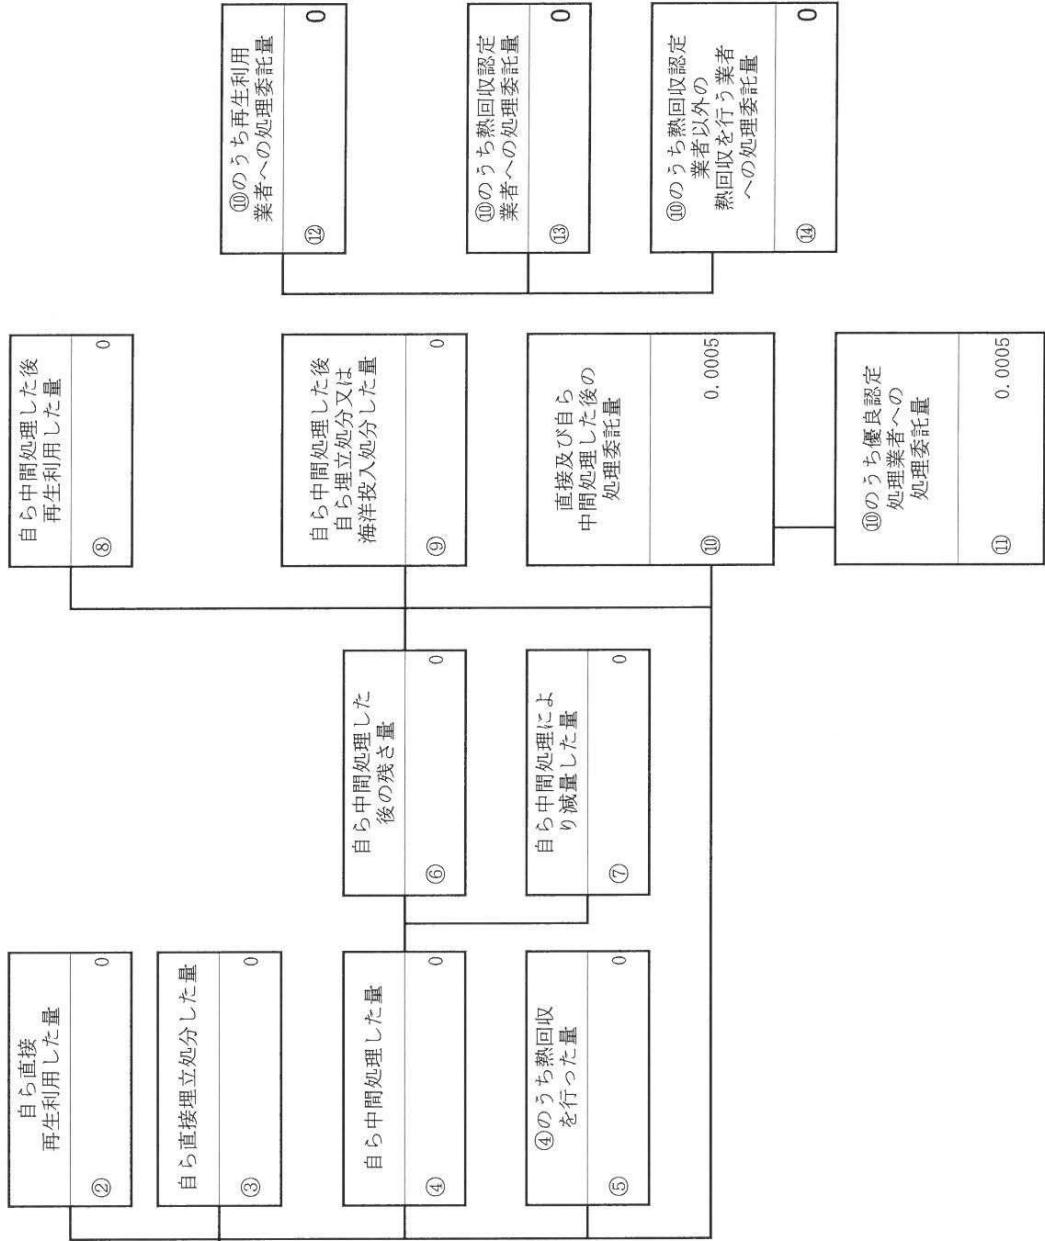 自ら直接
再生利用した量
②
0
自ら直接埋立処分した量
③
0
自ら中間処理した量
④
0
④のうち熱回収
を行った量
⑤
0
自ら中間処理した
後の残さ量
⑥
0
自ら中間処理によ
り減量した量
⑦
0
自ら中間処理した後
再生利用した量
⑧
0
自ら中間処理した後
自ら埋立処分又は
海洋投入処分した量
⑨
0
直接及び自ら
中間処理した後の
処理委託量
⑩
0.0005
⑩のうち優良認定
処理業者への
処理委託量
⑪
0.0005
⑩のうち再生利用
業者への処理委託量
⑫
0
⑩のうち熱回収認定
業者への処理委託量
⑬
0
⑩のうち熱回収認定
業者以外の
熱回収を行う業者
への処理委託量
⑭
0